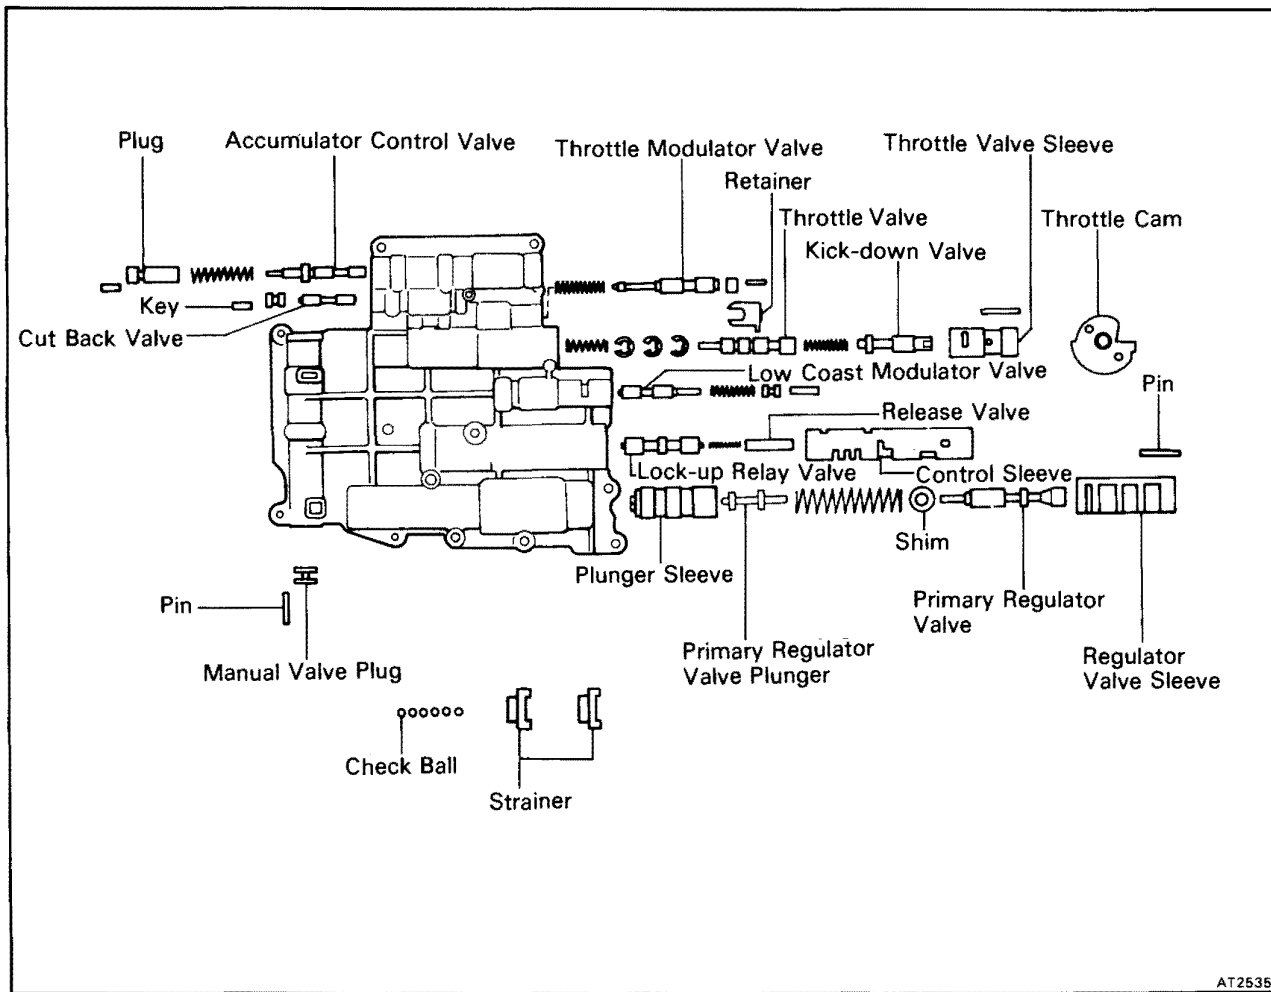 Plug
Accumulator Control Valve
Throttle Modulator Valve
Throttle Valve Sleeve
Retainer
Throttle Valve
Throttle Cam
Kick-down Valve
Key
Cut Back Valve
Low Coast Modulator Valve
Pin
Release Valve
Lock-up Relay Valve
Control Sleeve
Shim
Plunger Sleeve
Pin
Primary Regulator
Valve
Manual Valve Plug
Primary Regulator
Valve Plunger
Regulator
Valve Sleeve
Check Ball
Strainer
AT2535